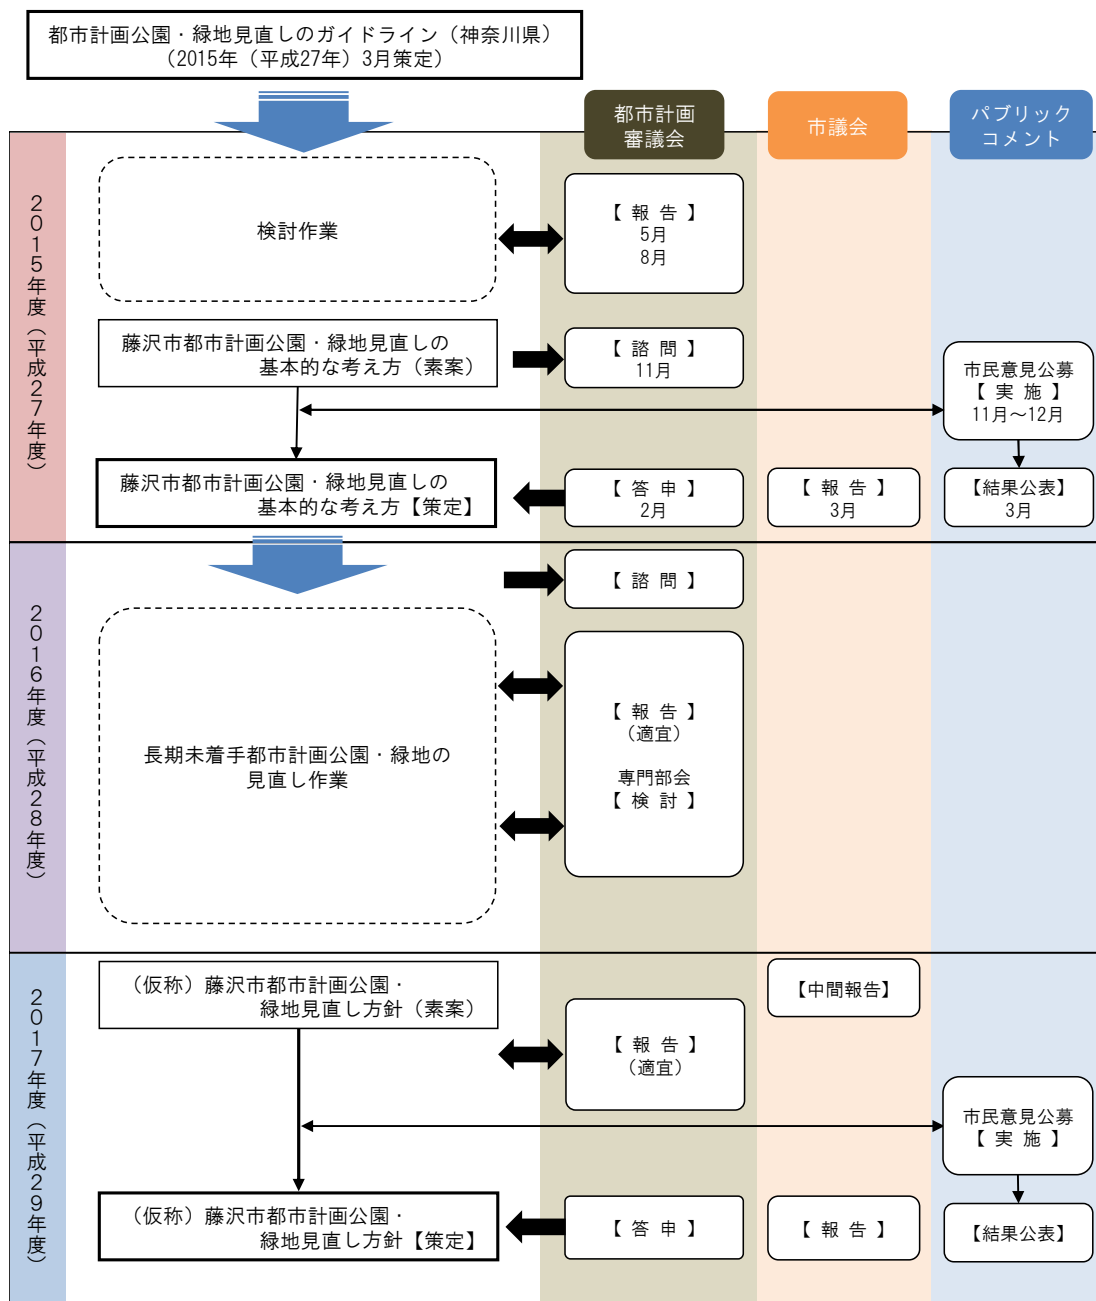 都市計画公園・緑地見直しのガイドライン（神奈川県）
（2015年（平成27年）3月策定）
都市計画
審議会
市議会
パブリック
コメント
2015年度（平成27年度）
検討作業
【 報 告 】
5月
8月
藤沢市都市計画公園・緑地見直しの
基本的な考え方（素案）
【 諮 問 】
11月
市民意見公募
【 実 施 】
11月～12月
藤沢市都市計画公園・緑地見直しの
基本的な考え方【策定】
【 答 申 】
2月
【 報 告 】
3月
【結果公表】
3月
2016年度（平成28年度）
【 諮 問 】
長期未着手都市計画公園・緑地の
見直し作業
【 報 告 】
（適宜）
専門部会
【 検 討 】
2017年度（平成29年度）
（仮称）藤沢市都市計画公園・
緑地見直し方針（素案）
【中間報告】
【 報 告 】
（適宜）
市民意見公募
【 実 施 】
（仮称）藤沢市都市計画公園・
緑地見直し方針【策定】
【 答 申 】
【 報 告 】
【結果公表】